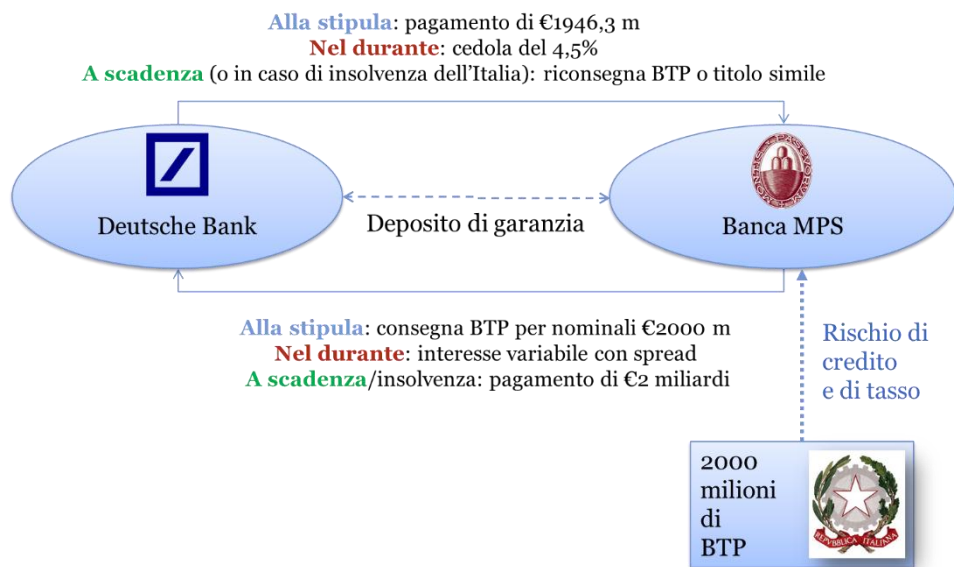 Alla stipula: pagamento di €1946,3 m
Nel durante: cedola del 4,5%
A scadenza (o in caso di insolvenza dell'Italia): riconsegna BTP o titolo simile
Deutsche Bank
Deposito di garanzia
Banca MPS
Alla stipula: consegna BTP per nominali €2000 m
Nel durante: interesse variabile con spread
A scadenza/insolvenza: pagamento di €2 miliardi
Rischio di
credito
e di tasso
2000
milioni
di
BTP
REPVBBLICA ITALIANA